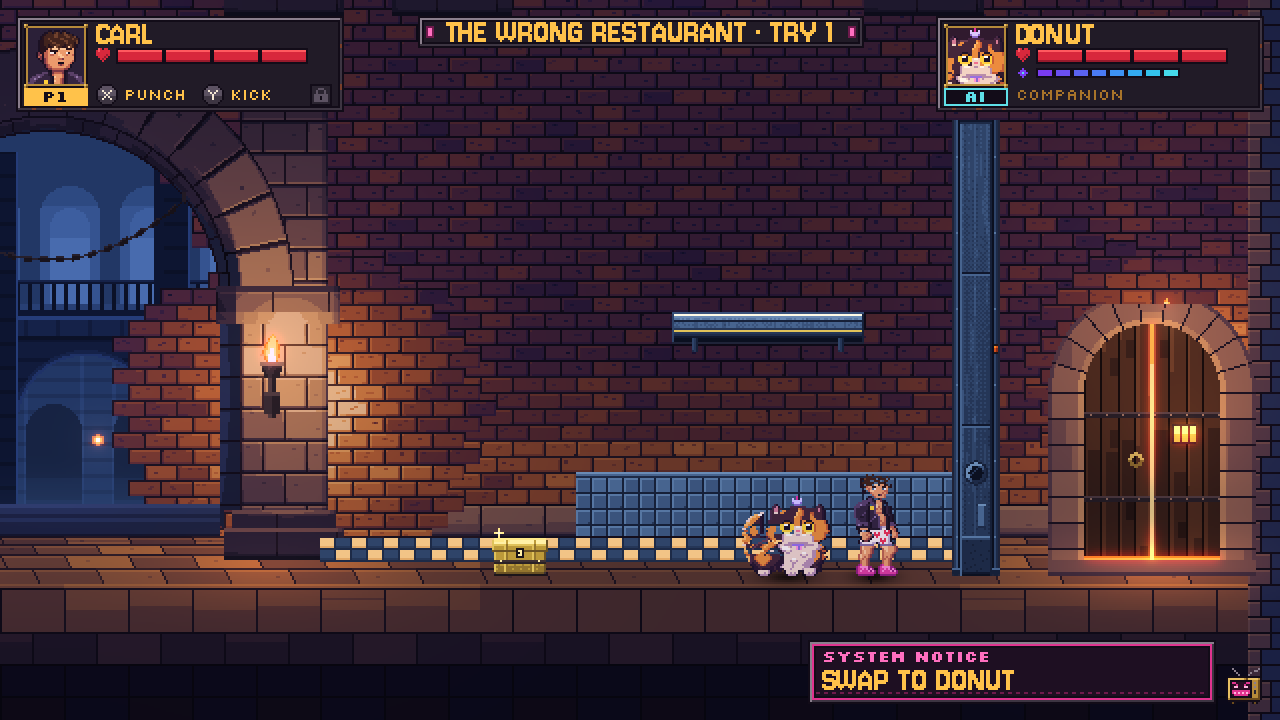 CARL
P1
X PUNCH Y KICK
THE WRONG RESTAURANT · TRY 1
DONUT
AI
COMPANION
SYSTEM NOTICE
SWAP TO DONUT